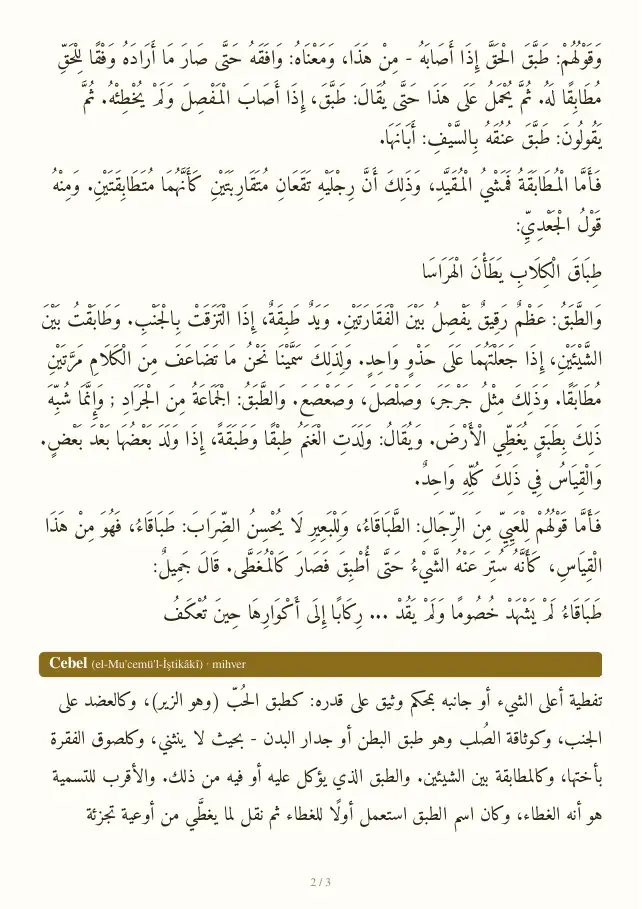 وَقَوْلُهُمْ: طَبَّقَ الْحَقَّ إِذَا أَصَابَهُ - مِنْ هَذَا، وَمَعْنَاهُ: وَافَقَهُ حَتَّى صَارَ مَا أَرَادَهُ وَفْقًا لِلْحَقِّ
مُطَابِقًا لَهُ. ثُمَّ يُحْمَلُ عَلَى هَذَا حَتَّى يُقَالَ: طَبَّقَ، إِذَا أَصَابَ الْمَفْصِلَ وَلَمْ يُخْطِئْهُ. ثُمَّ
يَقُولُونَ: طَبَّقَ عُنُقَهُ بِالسَّيْفِ: أَبَانَهَا.
فَأَمَّا الْمُطَابَقَةُ فَمَشْيُ الْمُقَيَّدِ، وَذَلِكَ أَنَّ رِجْلَيْهِ تَقَعَانِ مُتَقَارِبَتَيْنِ كَأَنَّهُمَا مُتَطَابِقَتَيْنِ. وَمِنْهُ
قَوْلُ الْجَعْدِيِّ:
طِبَاقَ الْكِلَابِ يَطَأْنَ الْهَرَاسَا
وَالطَّبَقُ: عَظْمٌ رَقِيقٌ يَفْصِلُ بَيْنَ الْفَقَارَتَيْنِ. وَيَدٌ طَبِقَةٌ، إِذَا الْتَزَقَتْ بِالْجَنْبِ. وَطَابَقْتُ بَيْنَ
الشَّيْئَيْنِ، إِذَا جَعَلْتَهُمَا عَلَى حَذْوٍ وَاحِدٍ. وَلِذَلِكَ سَمَّيْنَا نَحْنُ مَا تَضَاعَفَ مِنَ الْكَلَامِ مَرَّتَيْنِ
مُطَابَقًا. وَذَلِكَ مِثْلُ جَرْجَرَ، وَصَلْصَلَ، وَصَعْصَعَ. وَالطَّبَقُ: الْجَمَاعَةُ مِنَ الْجَرَادِ ; وَإِنَّمَا شُبِّهَ
ذَلِكَ بِطَبَقٍ يُغَطِّي الْأَرْضَ. وَيُقَالُ: وَلَدَتِ الْغَنَمُ طِبْقًا وَطَبَقَةً، إِذَا وَلَدَ بَعْضُهَا بَعْدَ بَعْضٍ.
وَالْقِيَاسُ فِي ذَلِكَ كُلِّهِ وَاحِدٌ.
فَأَمَّا قَوْلُهُمْ لِلْعَيِيِّ مِنَ الرِّجَالِ: الطَّبَاقَاءُ، وَلِلْبَعِيرِ لَا يُحْسِنُ الضِّرَابَ: طَبَاقَاءُ، فَهُوَ مِنْ هَذَا
الْقِيَاسِ، كَأَنَّهُ سُتِرَ عَنْهُ الشَّيْءُ حَتَّى أُطْبِقَ فَصَارَ كَالْمُغَطَّى. قَالَ جَمِيلٌ:
طَبَاقَاءُ لَمْ يَشْهَدْ خُصُومًا وَلَمْ يَقُدْ ... رِكَابًا إِلَى أَكْوَارِهَا حِينَ تُعْكَفُ
Cebel (el-Mu'cemü'l-İştikâkî) · mihver
تغطية أعلى الشيء أو جانبه بمحكم وثيق على قدره: كطبق الحُبّ (وهو الزير)، وكالعضد على
الجنب، وكوثاقة الصُلب وهو طبق البطن أو جدار البدن - بحيث لا ينثني، وكلصوق الفقرة
بأختها، وكالمطابقة بين الشيئين. والطبق الذي يؤكل عليه أو فيه من ذلك. والأقرب للتسمية
هو أنه الغطاء، وكان اسم الطبق استعمل أولًا للغطاء ثم نقل لما يغطَّي من أوعية تجزئة
2 / 3